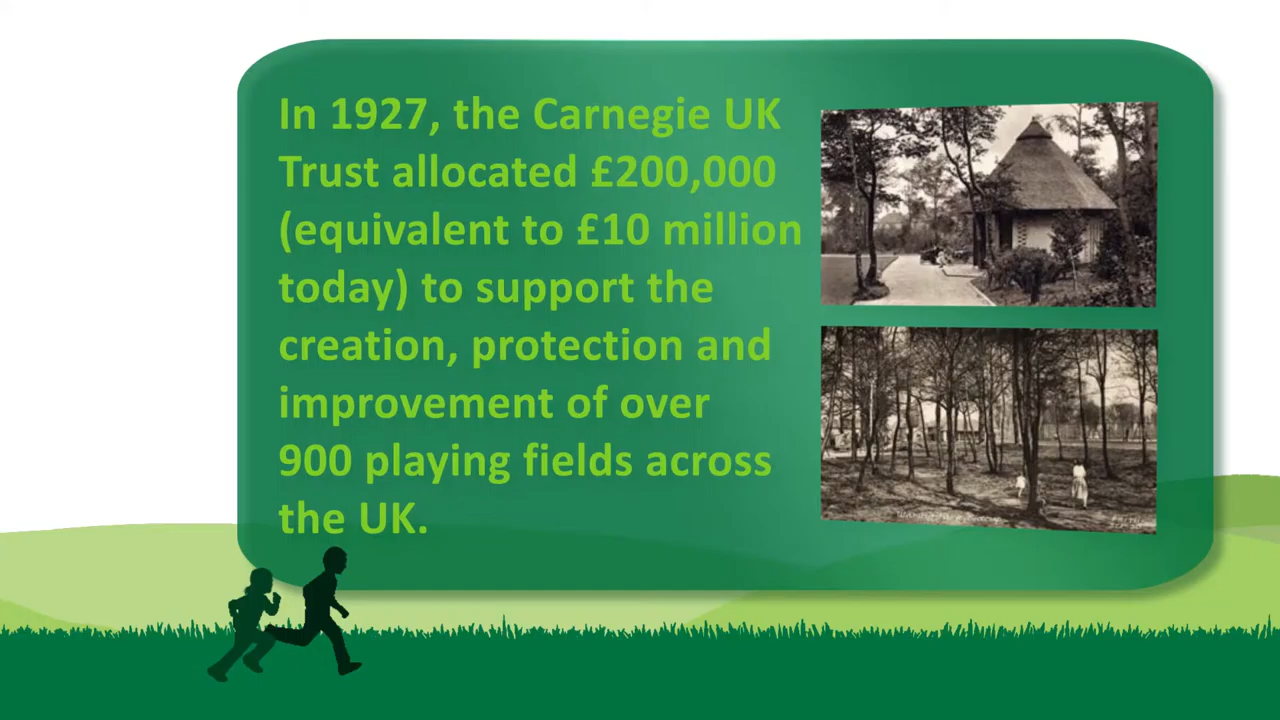 In 1927, the Carnegie UK
Trust allocated £200,000
(equivalent to £10 million
today) to support the
creation, protection and
improvement of over
900 playing fields across
the UK.